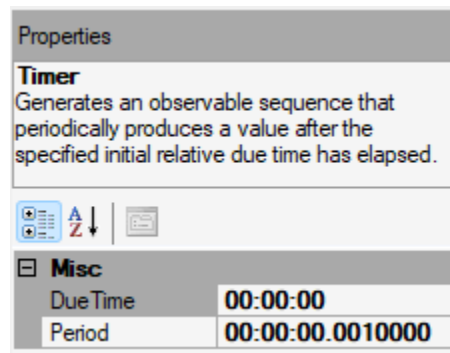 Properties
Timer
Generates an observable sequence that
periodically produces a value after the
specified initial relative due time has elapsed.
A
Z
Misc
DueTime 00:00:00
Period 00:00:00.0010000